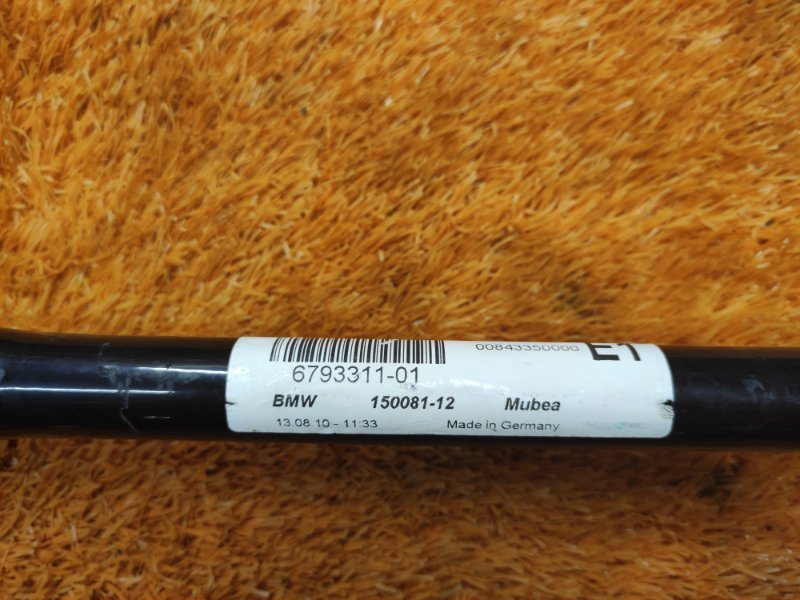 00843350000 E1
6793311-01
BMW 150081-12 Mubea
13.08.10 - 11:33 Made in Germany